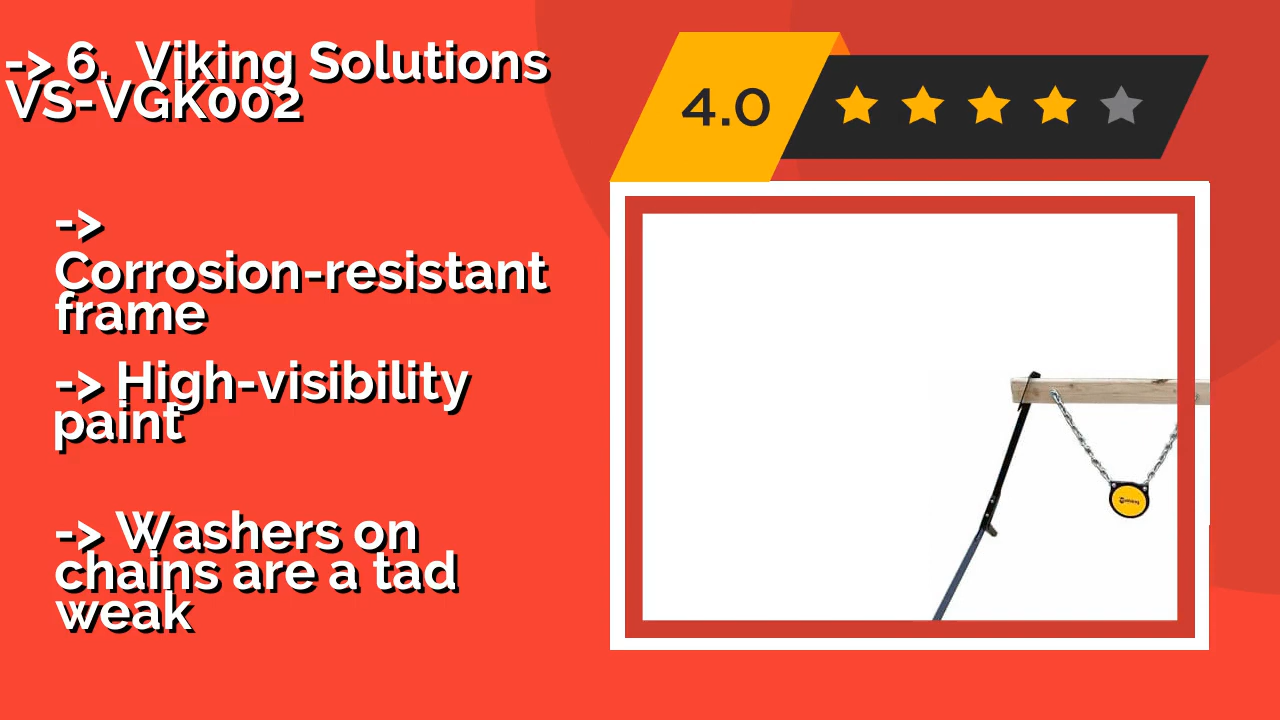 -> 6. Viking Solutions
VS-VGK002
4.0
->
Corrosion-resistant
frame
-> High-visibility
paint
-> Washers on
chains are a tad
weak